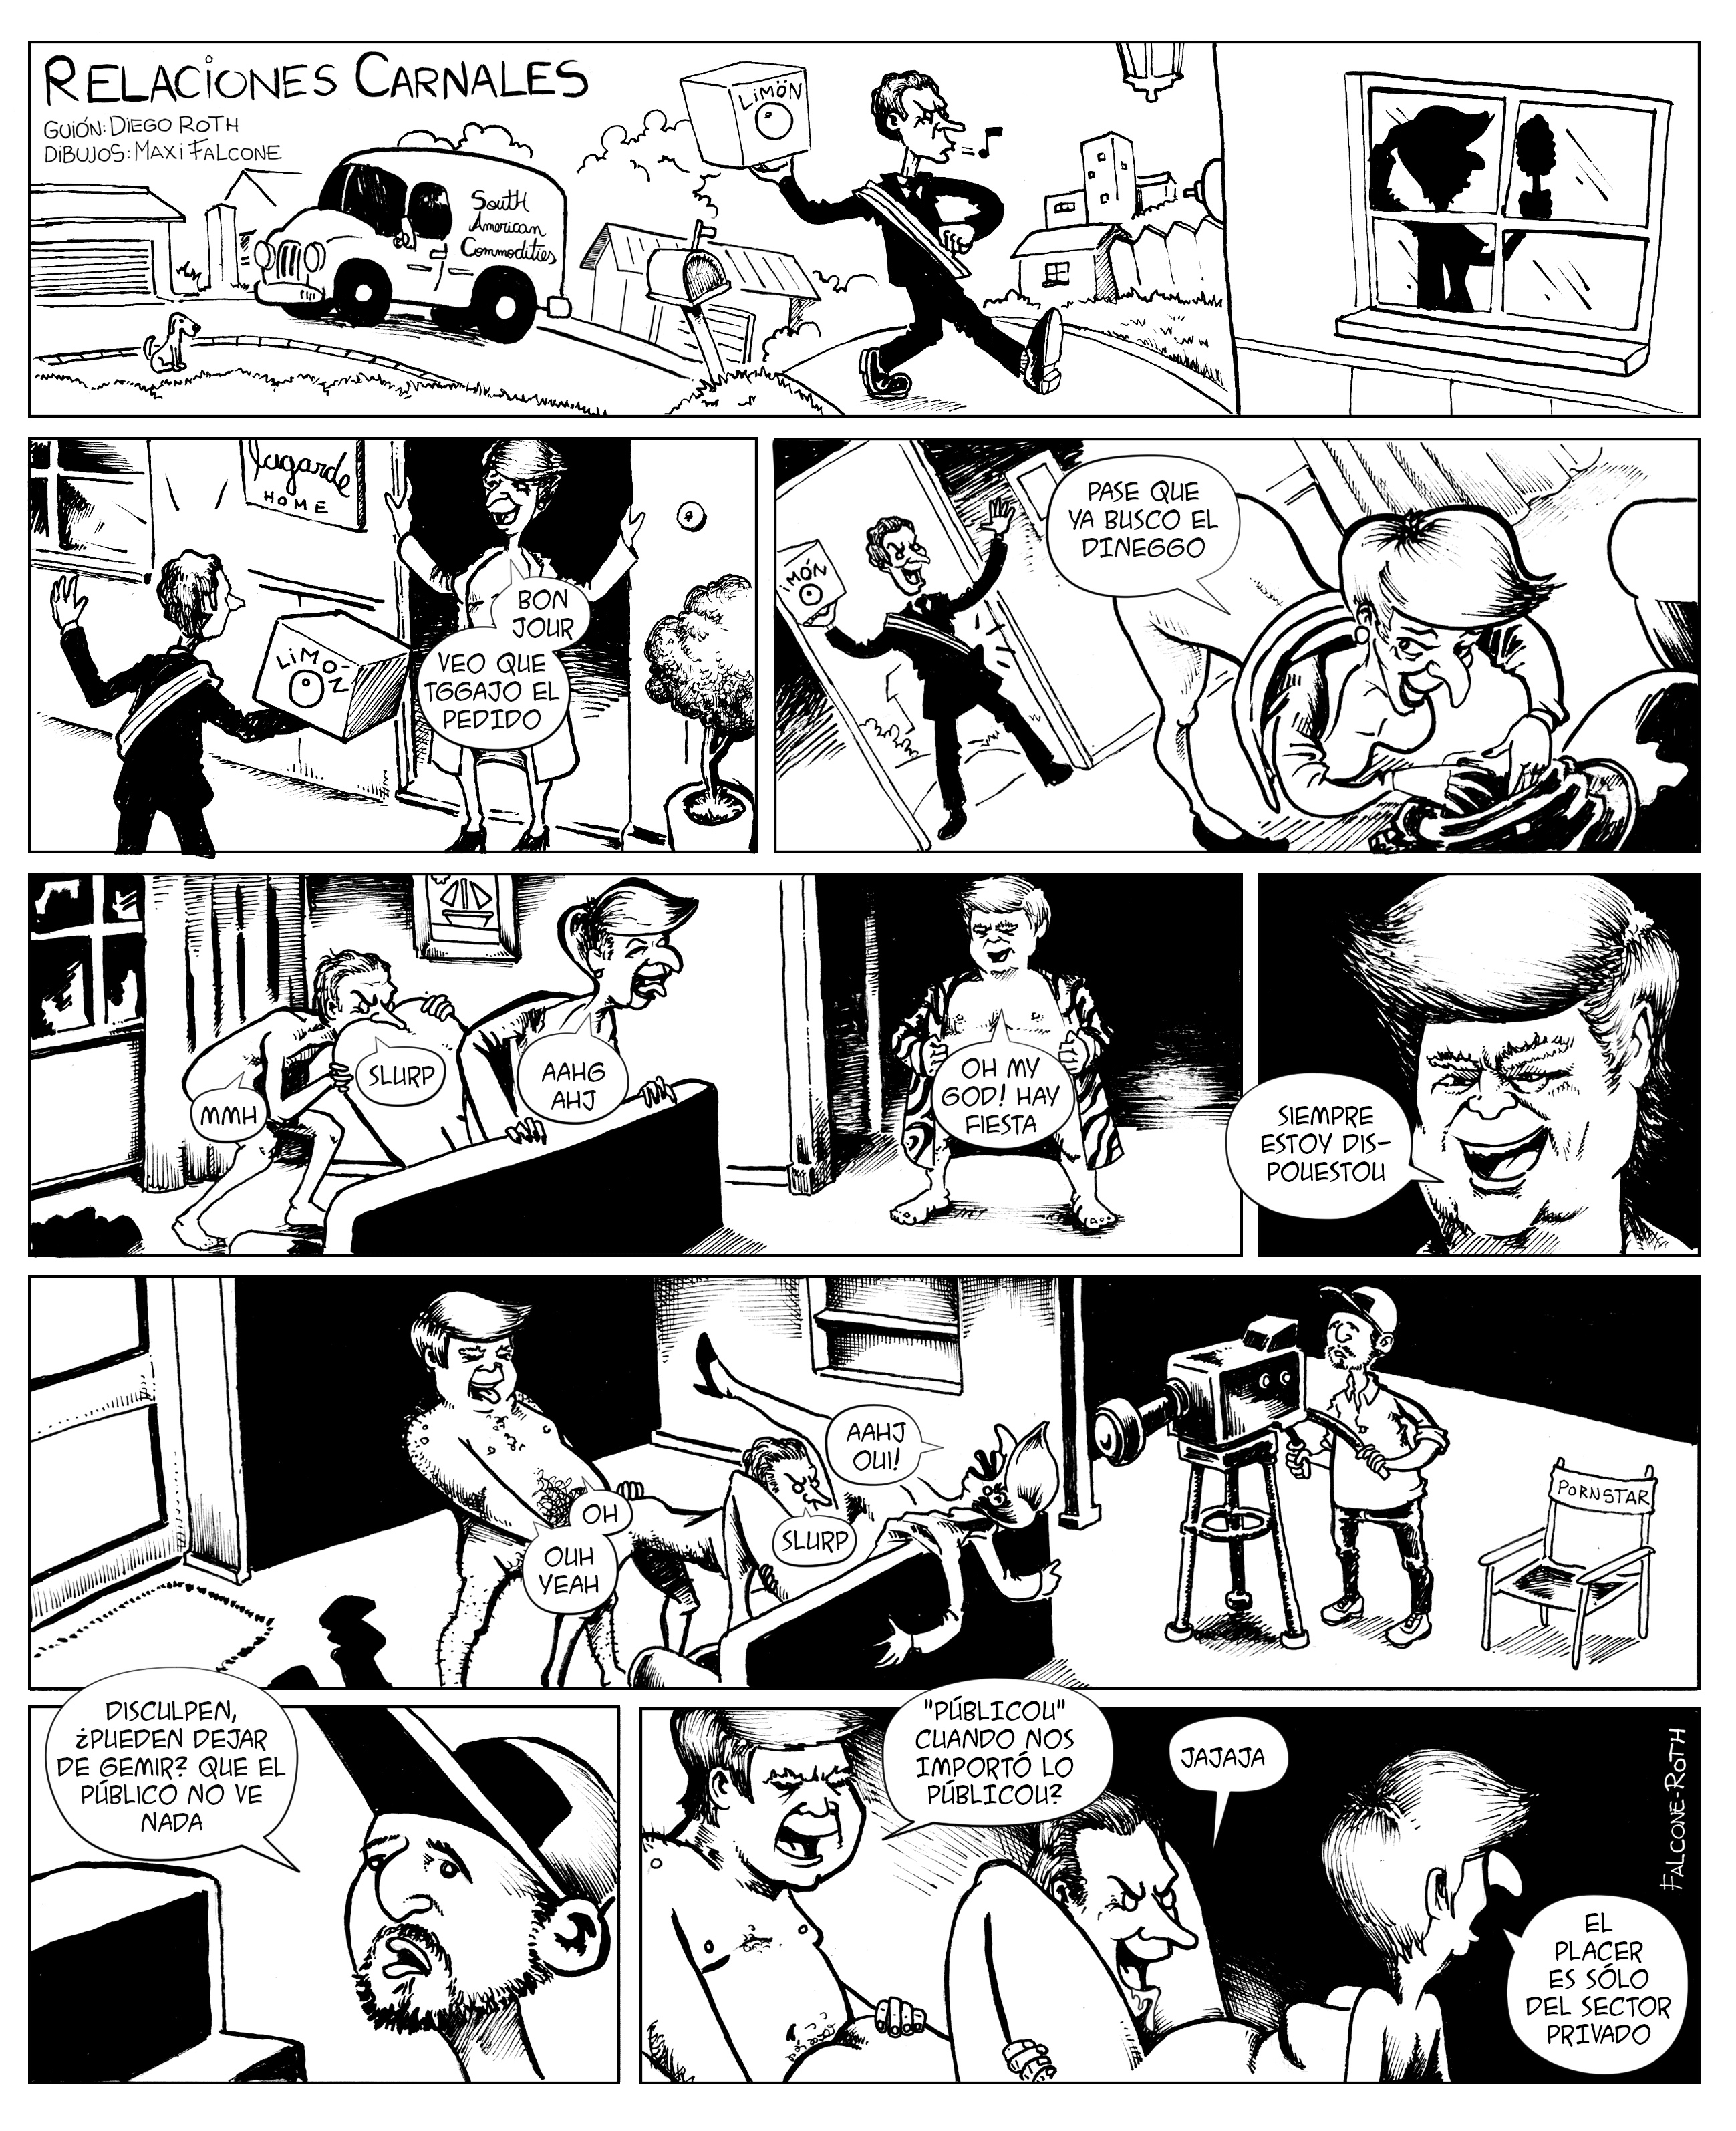 RELACIONES CARNALES
GUIÓN: DIEGO ROTH
DIBUJOS: MAXI FALCONE
South
American
Commodities
LIMÓN
lagarde
HOME
LIMO-
N
BON
JOUR
VEO QUE
TGGAJO EL
PEDIDO
IMÓN
PASE QUE
YA BUSCO EL
DINEGGO
MMH
SLURP
AAHG
AHJ
OH MY
GOD! HAY
FIESTA
SIEMPRE
ESTOY DIS-
POUESTOU
OH
OUH
YEAH
SLURP
AAHJ
OUI!
PORNSTAR
DISCULPEN,
¿PUEDEN DEJAR
DE GEMIR? QUE EL
PÚBLICO NO VE
NADA
"PÚBLICOU"
CUANDO NOS
IMPORTÓ LO
PÚBLICOU?
JAJAJA
EL
PLACER
ES SÓLO
DEL SECTOR
PRIVADO
FALCONE-ROTH